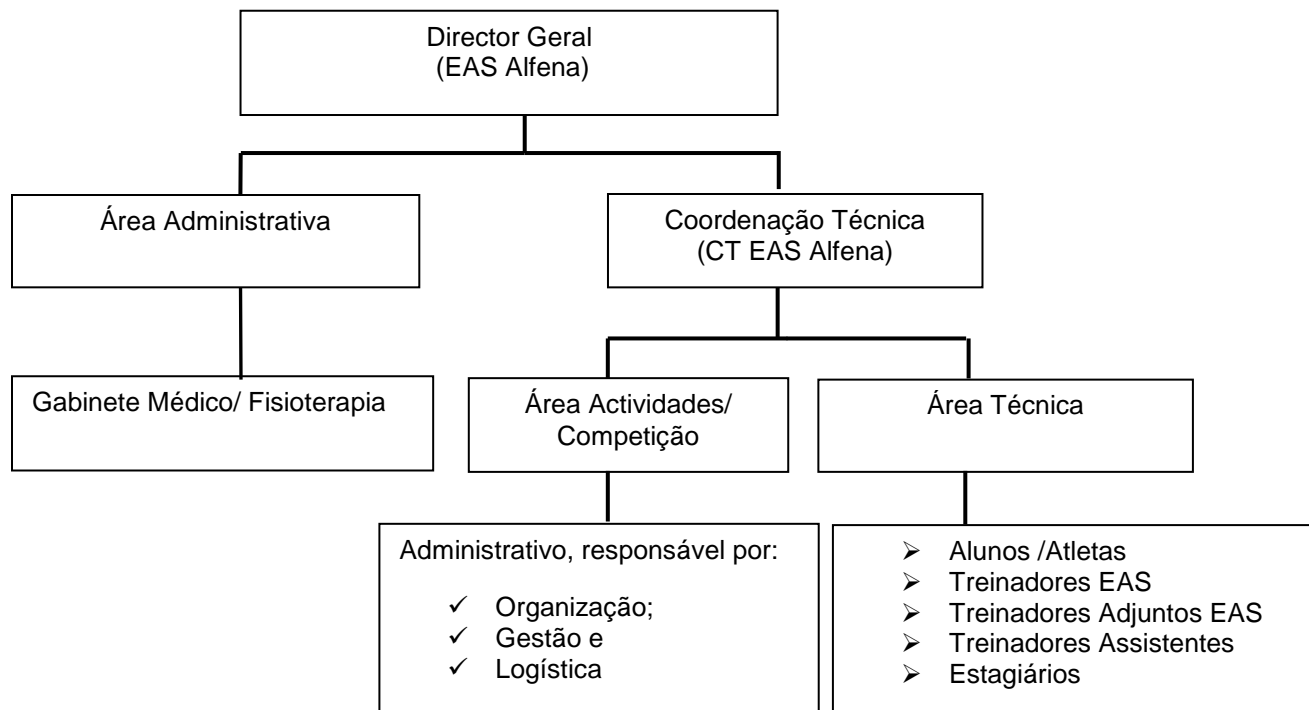 Director Geral
(EAS Alfena)
Área Administrativa
Coordenação Técnica
(CT EAS Alfena)
Gabinete Médico/ Fisioterapia
Área Actividades/
Competição
Área Técnica
Administrativo, responsável por:
✓ Organização;
✓ Gestão e
✓ Logística
➢ Alunos /Atletas
➢ Treinadores EAS
➢ Treinadores Adjuntos EAS
➢ Treinadores Assistentes
➢ Estagiários